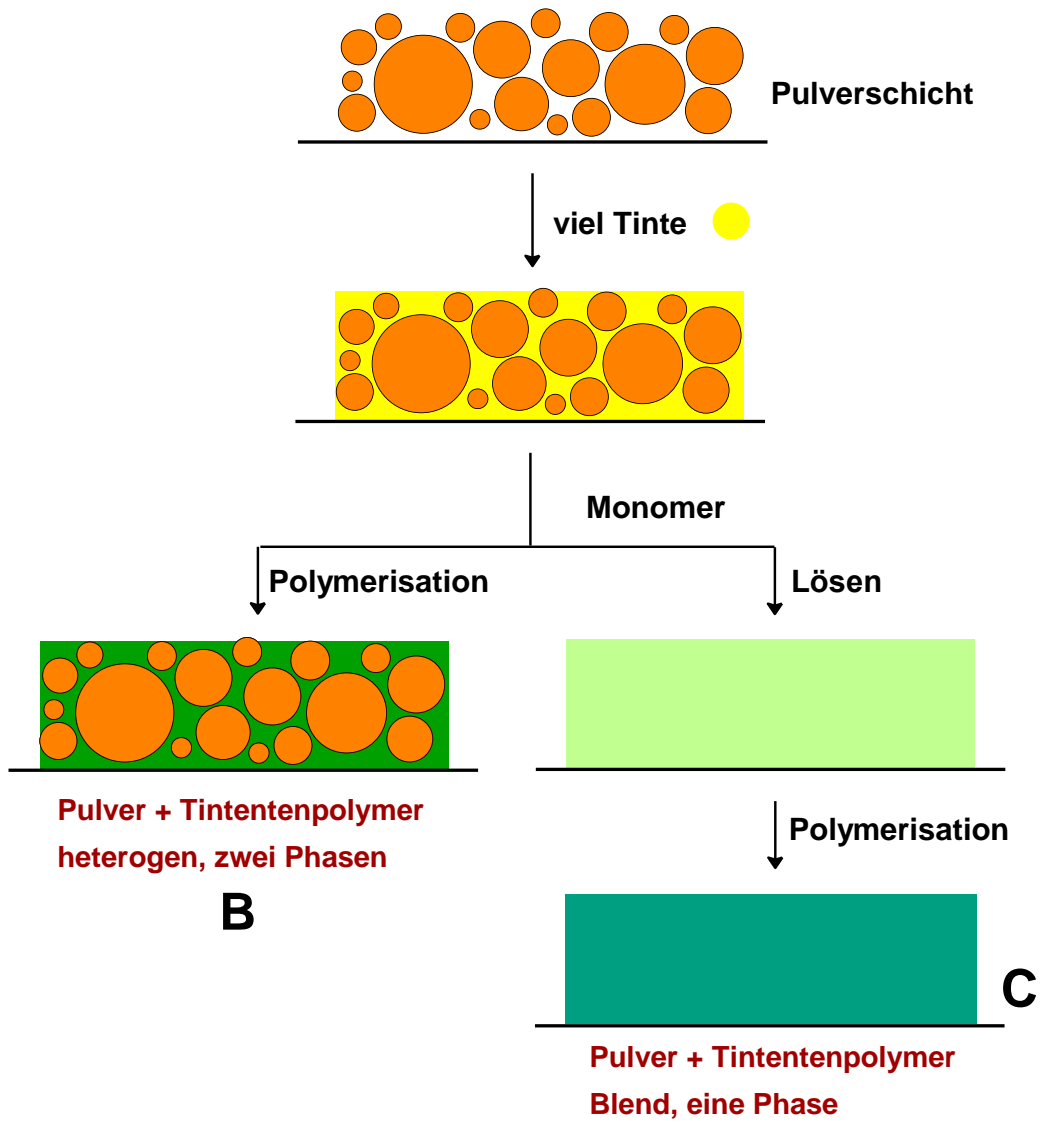 Pulverschicht
viel Tinte
Monomer
Polymerisation
Lösen
Pulver + Tintentenpolymer
heterogen, zwei Phasen
B
Polymerisation
C
Pulver + Tintentenpolymer
Blend, eine Phase